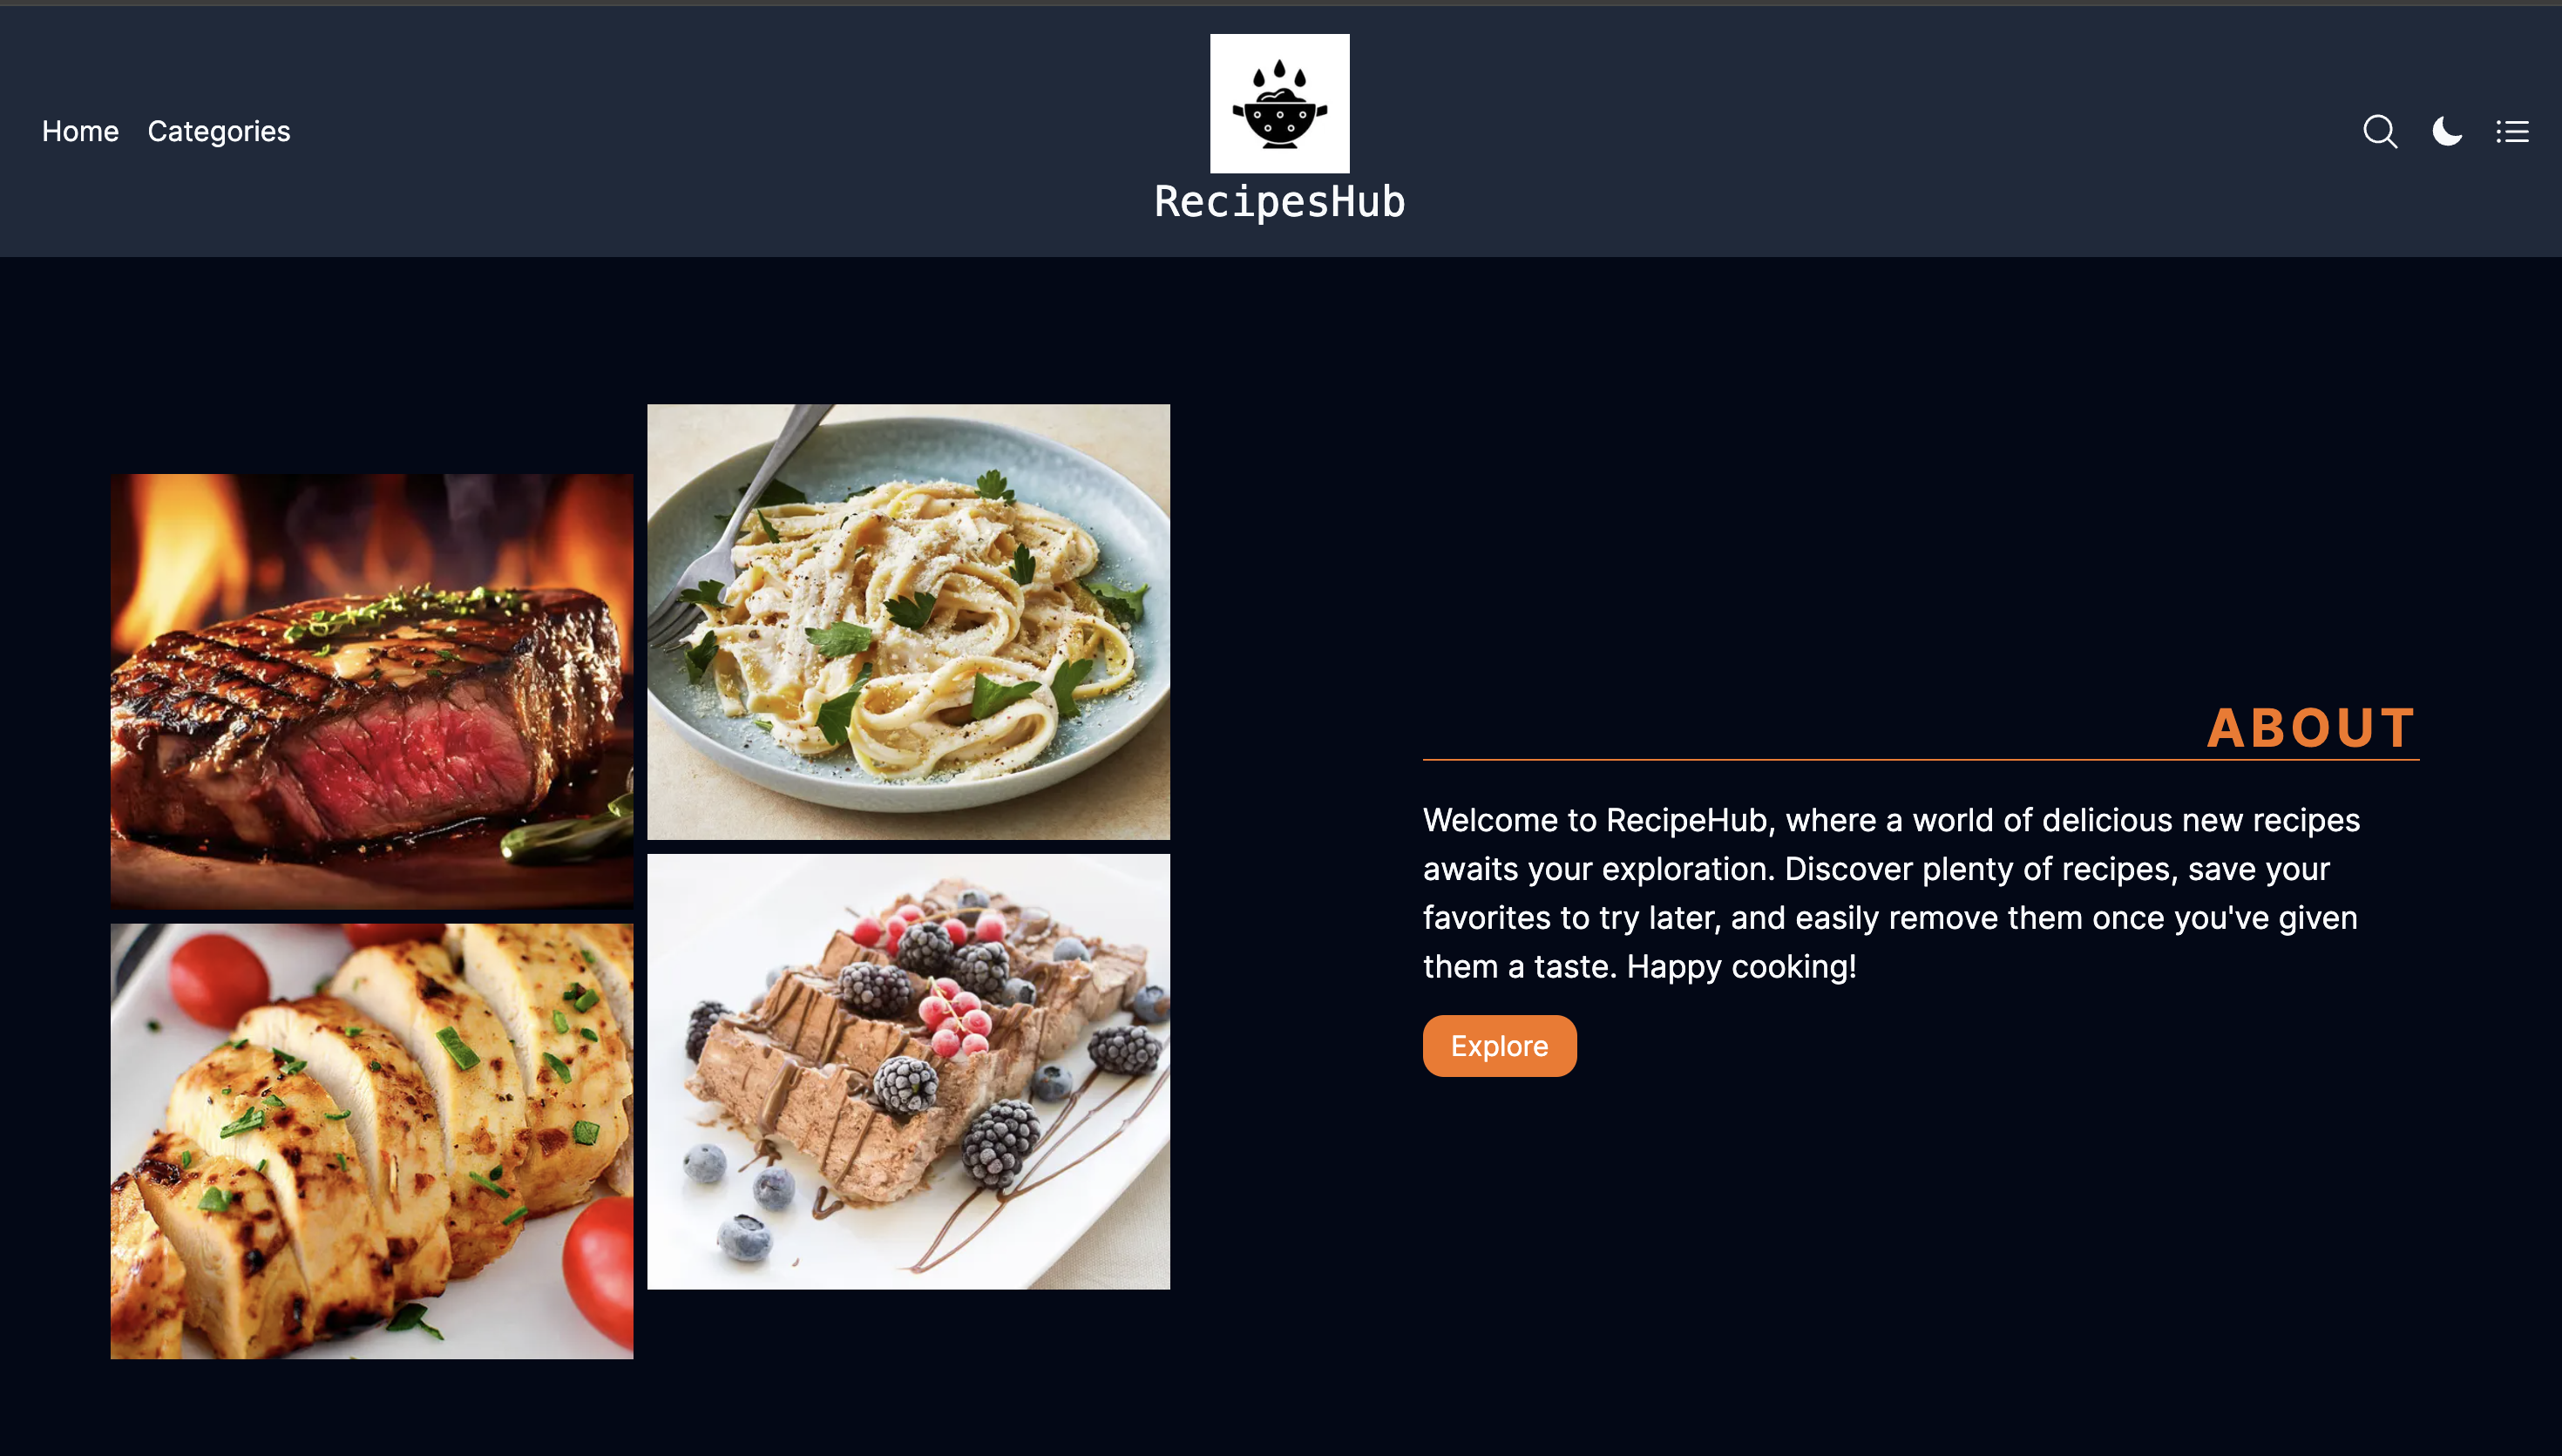 Home Categories
RecipesHub
ABOUT
Welcome to RecipeHub, where a world of delicious new recipes
awaits your exploration. Discover plenty of recipes, save your
favorites to try later, and easily remove them once you've given
them a taste. Happy cooking!
Explore